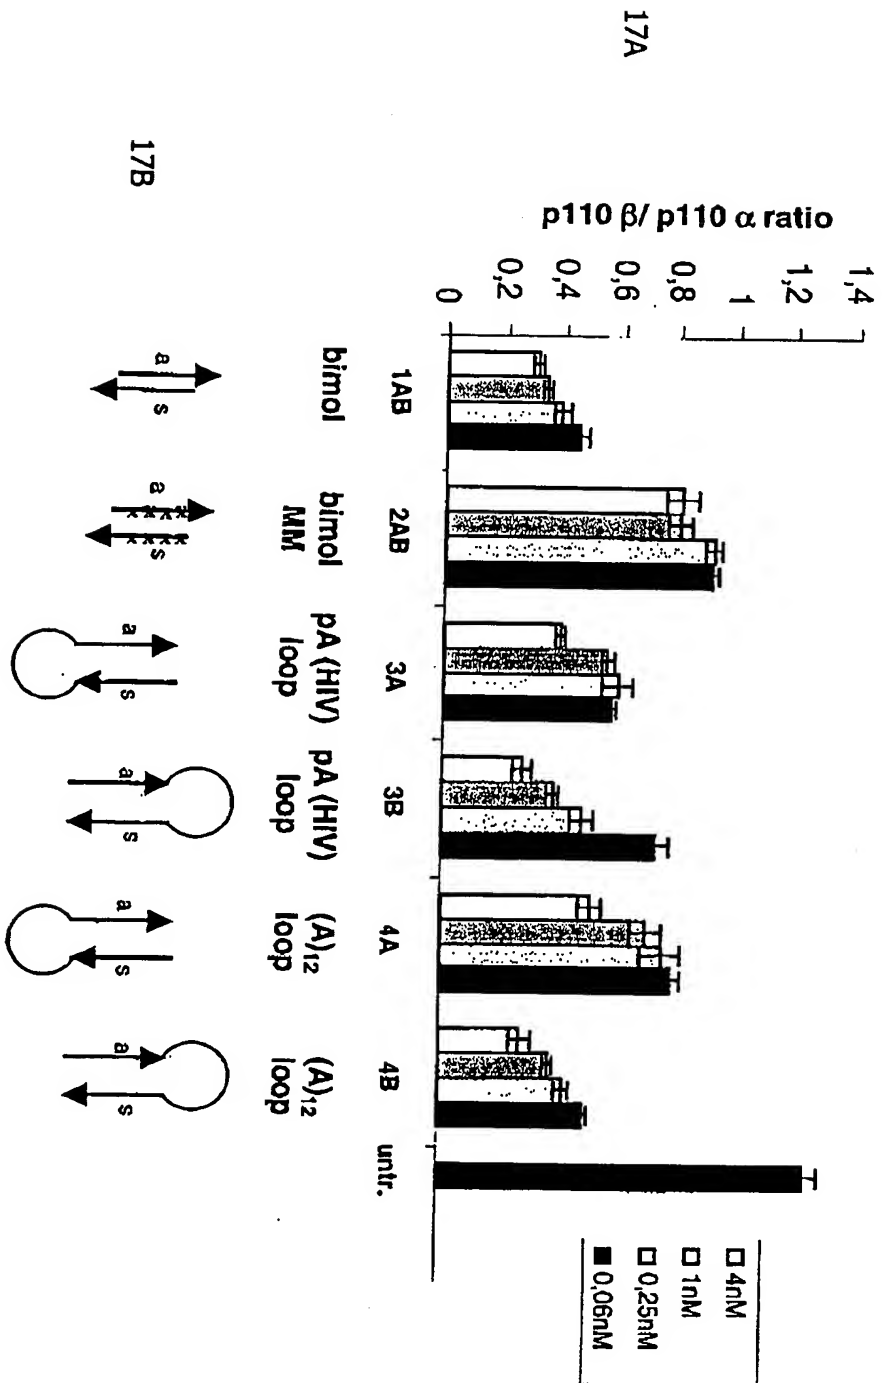 17A
p110 β/ p110 α ratio
1,4
1,2
1
0,8
0,6
0,4
0,2
0
4nM
1nM
0,25nM
0,06nM
1AB 2AB 3A 3B 4A 4B untr.
bimol bimol MM pA (HIV) loop pA (HIV) loop (A)12 loop (A)12 loop
17B
a s a s a s a s a s a s